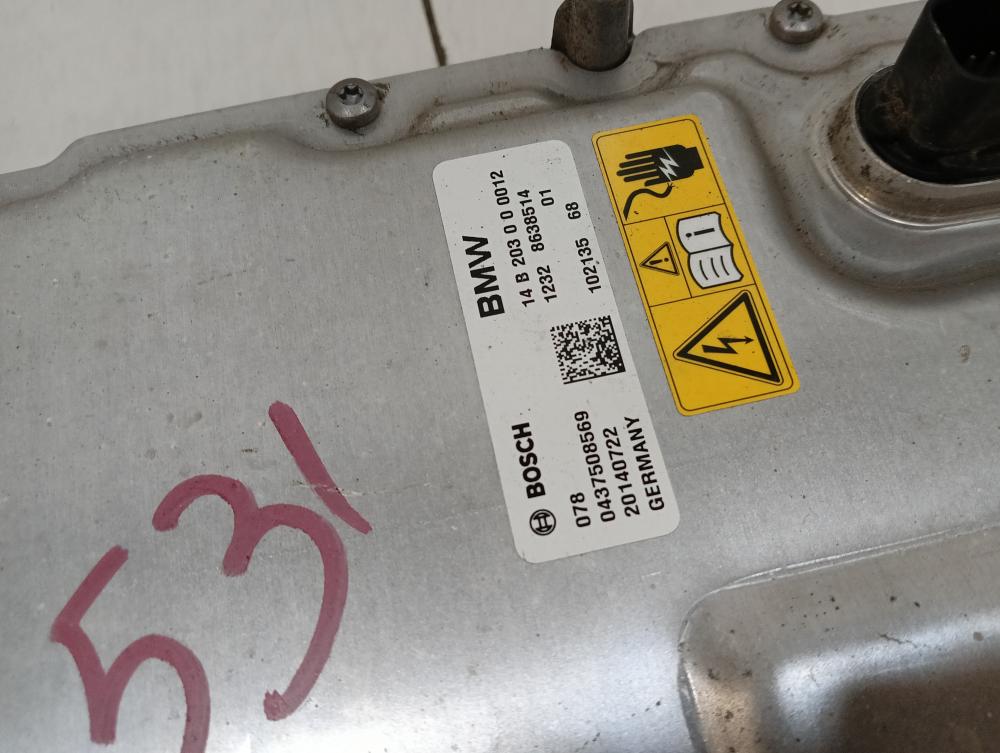 BMW
14 B 203 0 0 0012
1232 8638514
01
102135 68
BOSCH
078
0437508569
20140722
GERMANY
531